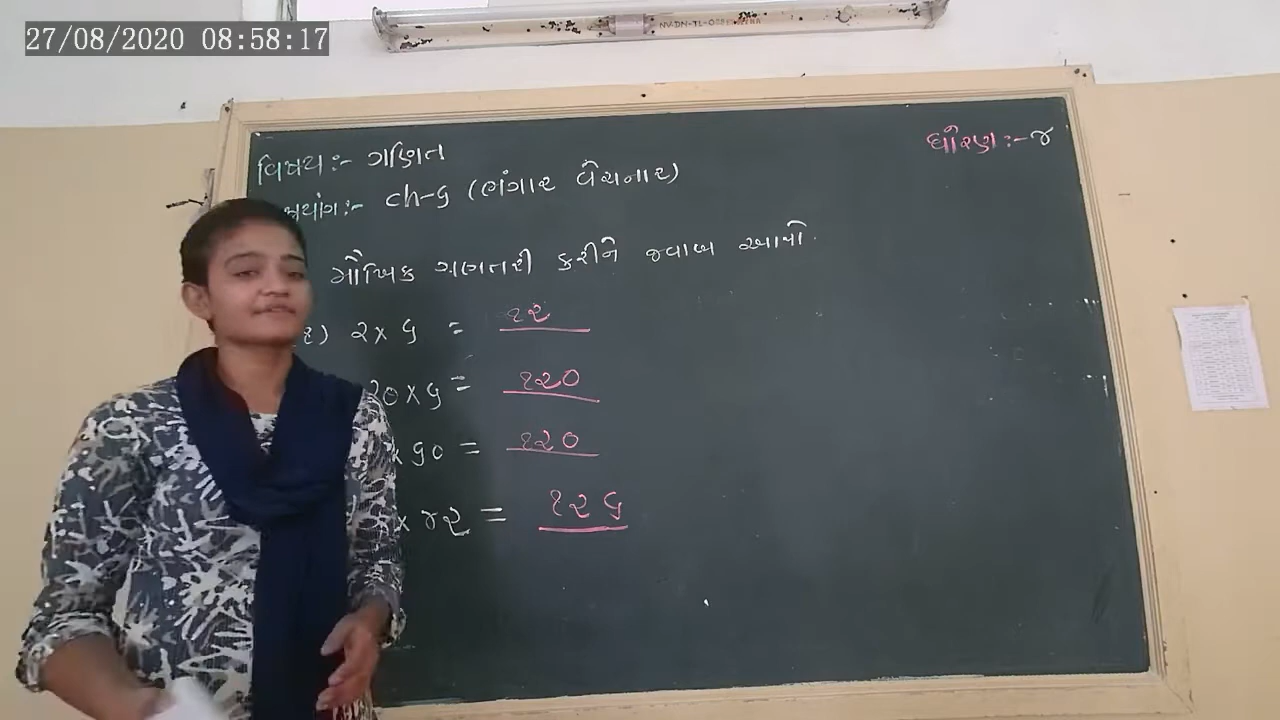 27/08/2020 08:58:17
વિષય:- ગણિત
ધોરણ:- ૪
ch-૬ (ભંગાર વેચનાર)
મૌખિક ગણતરી કરીને જવાબ આપો.
૨ x ૬ = ૧૨
૨૦ x ૬ = ૧૨૦
x ૬૦ = ૧૨૦
x ૪૨ = ૧૨૬